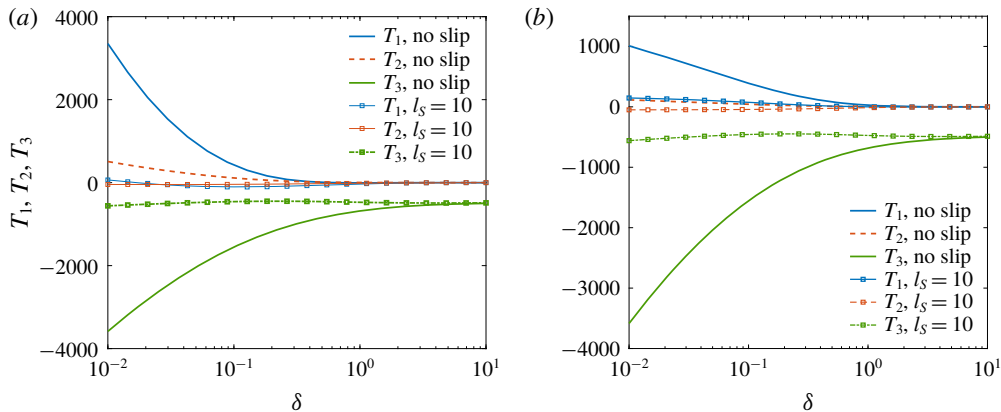 (a)
4000
2000
0
−2000
−4000
T1, T2, T3
T1, no slip
T2, no slip
T3, no slip
T1, lS = 10
T2, lS = 10
T3, lS = 10
10−2
10−1
100
101
δ
(b)
1000
0
−1000
−2000
−3000
−4000
T1, no slip
T2, no slip
T3, no slip
T1, lS = 10
T2, lS = 10
T3, lS = 10
10−2
10−1
100
101
δ